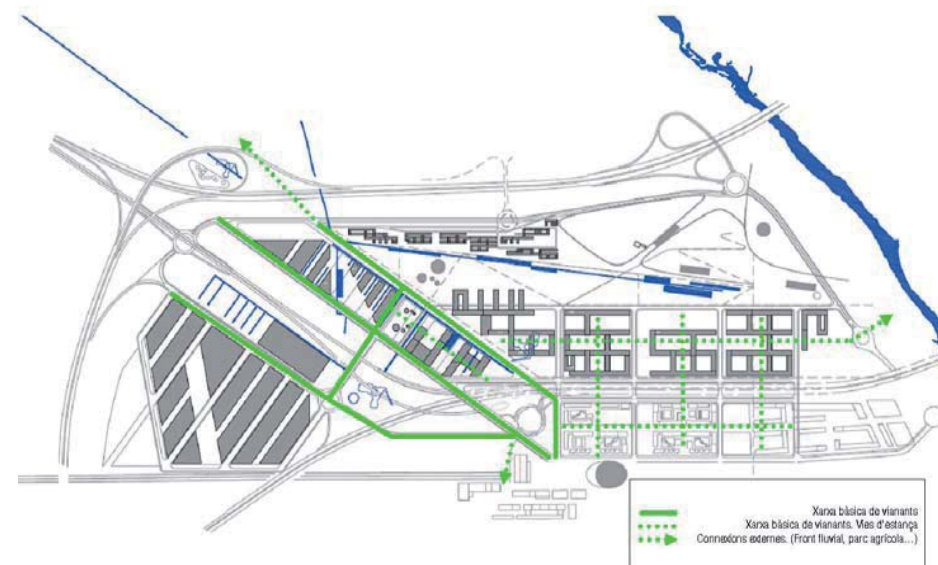 Xarxa bàsica de vianants
Xarxa bàsica de vianants. Vies d'estança
Connexions externes. (Front fluvial, parc agrícola...)